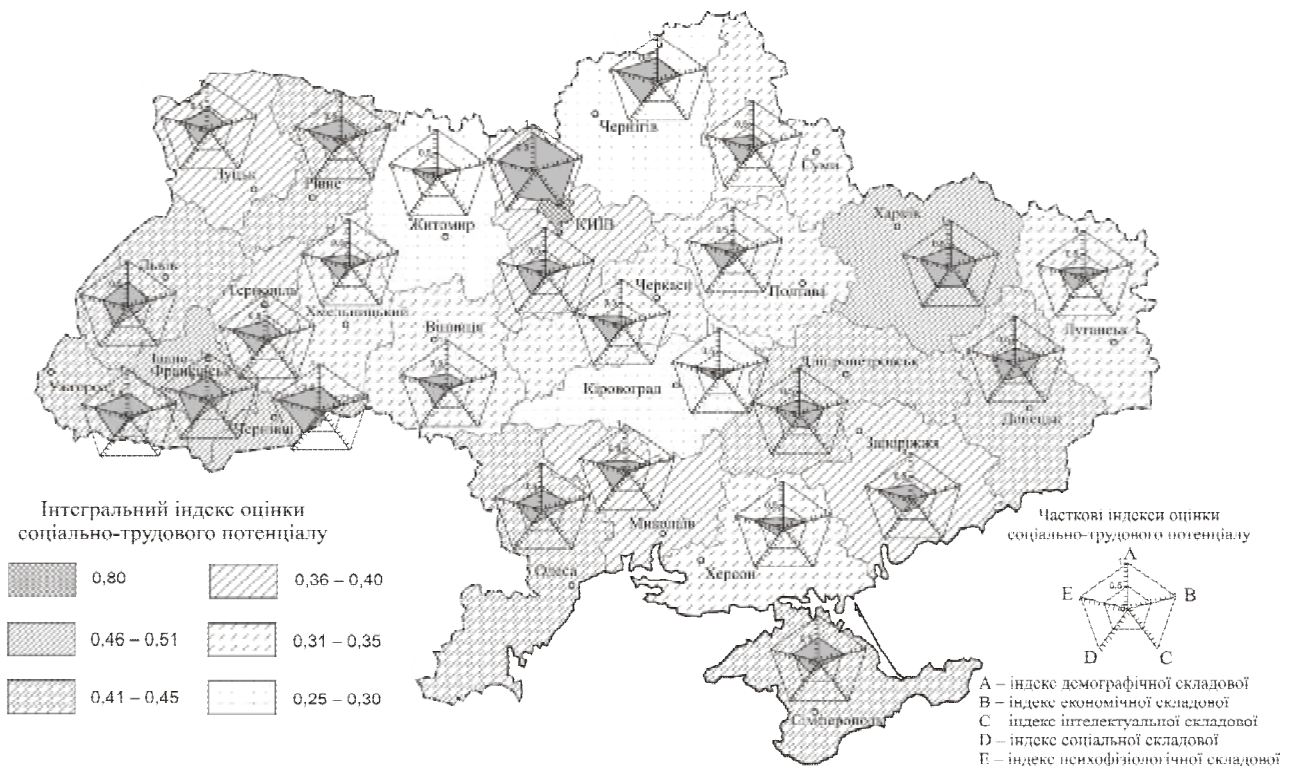 Чернігів
Суми
Луцьк
Рівне
Житомир
КИЇВ
Харків
Львів
Тернопіль
Хмельницький
Черкаси
Полтава
Луганськ
Вінниця
Ужгород
Івано-
Франківськ
Чернівці
Кіровоград
Дніпропетровськ
Донецьк
Запоріжжя
Миколаїв
Одеса
Херсон
Сімферополь
Інтегральний індекс оцінки
соціально-трудового потенціалу
0,80
0,36 – 0,40
0,46 – 0,51
0,31 – 0,35
0,41 – 0,45
0,25 – 0,30
Часткові індекси оцінки
соціально-трудового потенціалу
A
1
0,5
E
B
D
C
A – індекс демографічної складової
B – індекс економічної складової
C – індекс інтелектуальної складової
D – індекс соціальної складової
E – індекс психофізіологічної складової